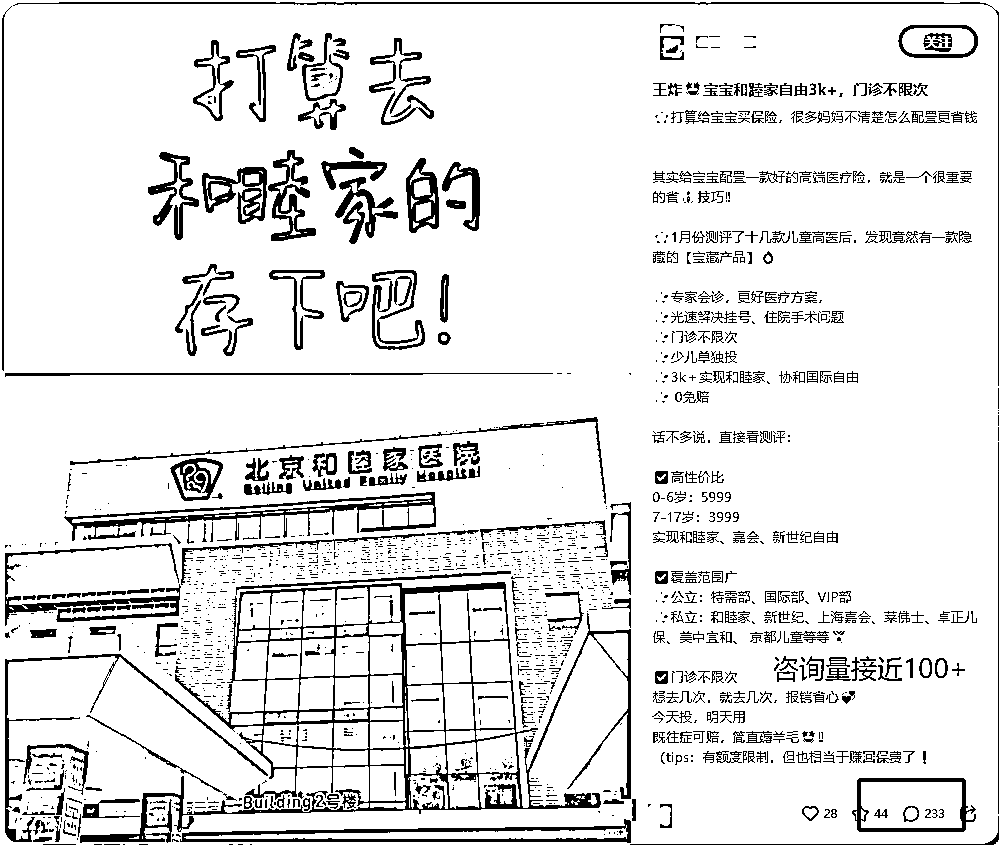 打算去
和睦家的
存下吧!
北京和睦家医院
Beijing United Family Hospital
Building 2号楼
关注
王炸宝宝和睦家自由3k+，门诊不限次
打算给宝宝买保险，很多妈妈不清楚怎么配置更省钱
其实给宝宝配置一款好的高端医疗险，就是一个很重要
的省技巧‼
1月份测评了十几款儿童高医后，发现竟然有一款隐
藏的【宝藏产品】
专家会诊，更好医疗方案，
光速解决挂号、住院手术问题
门诊不限次
少儿单独投
3k+实现和睦家、协和国际自由
0免赔
话不多说，直接看测评：
☑高性价比
0-6岁：5999
7-17岁：3999
实现和睦家、嘉会、新世纪自由
☑覆盖范围广
公立：特需部、国际部、VIP部
私立：和睦家、新世纪、上海嘉会、莱佛士、卓正儿
保、美中宜和、京都儿童等等
☑门诊不限次
咨询量接近100+
想去几次，就去几次，报销省心
今天投，明天用
既往症可赔，简直薅羊毛
（tips：有额度限制，但也相当于赚回保费了！
28 44 233